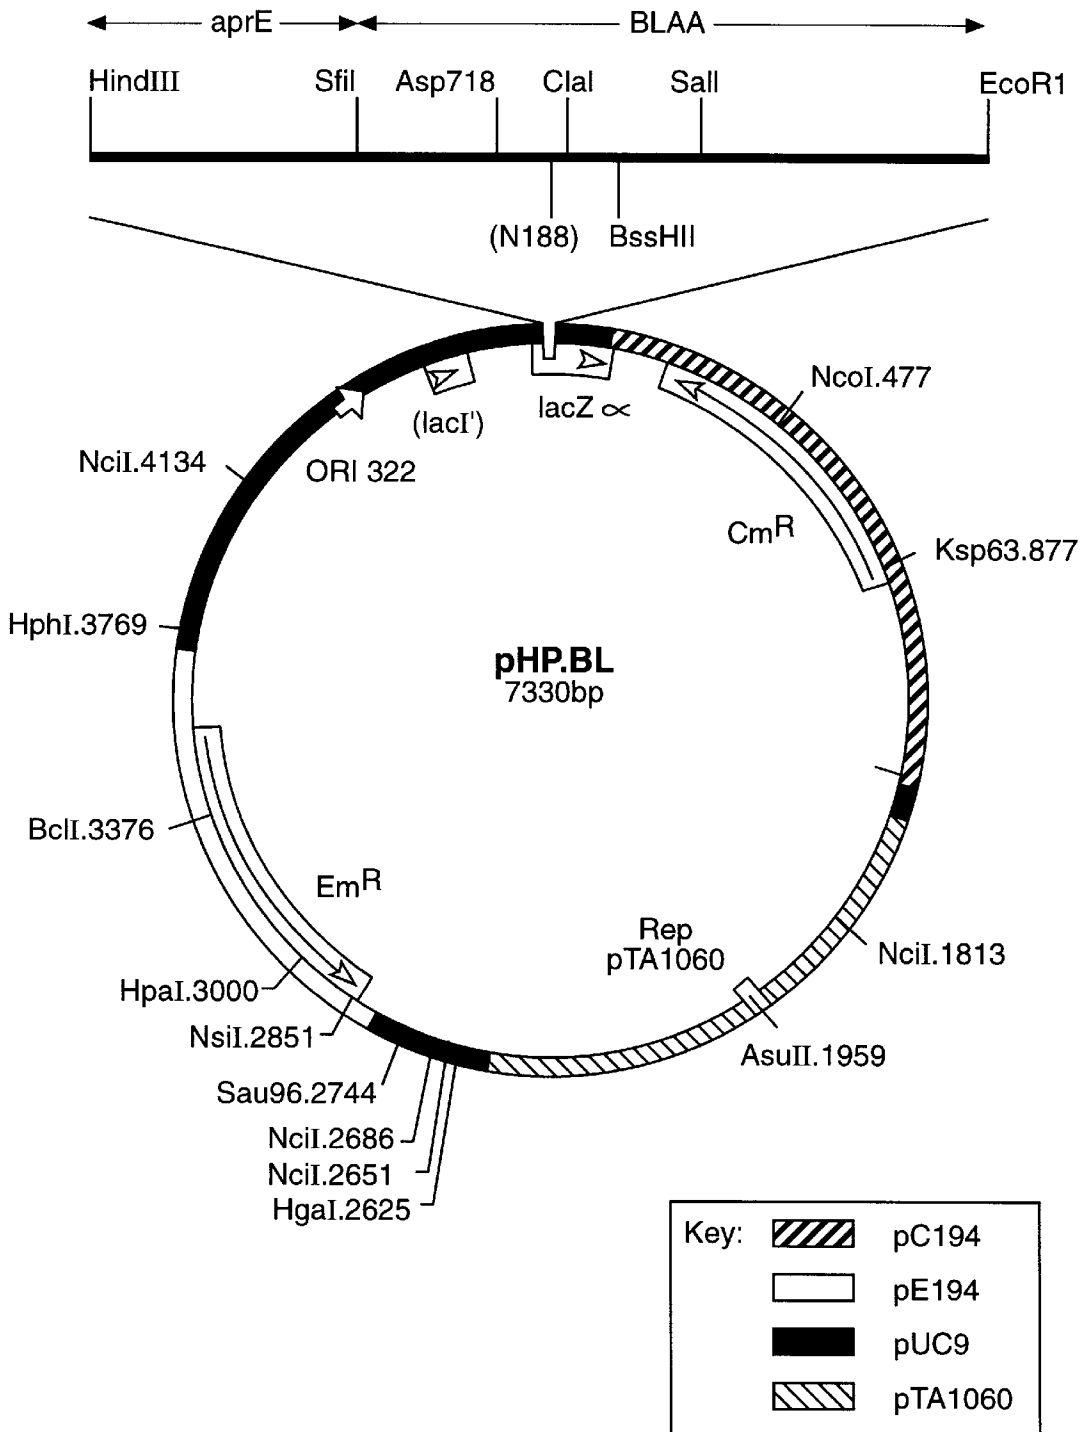 aprE
BLAA
HindIII
SfiI
Asp718
ClaI
SalI
EcoR1
(N188)
BssHII
(lacI')
lacZ ∝
NcoI.477
NciI.4134
ORI 322
CmR
Ksp63.877
HphI.3769
pHP.BL
7330bp
BclI.3376
EmR
Rep
pTA1060
NciI.1813
HpaI.3000
NsiI.2851
AsuII.1959
Sau96.2744
NciI.2686
NciI.2651
HgaI.2625
Key:
pC194
pE194
pUC9
pTA1060